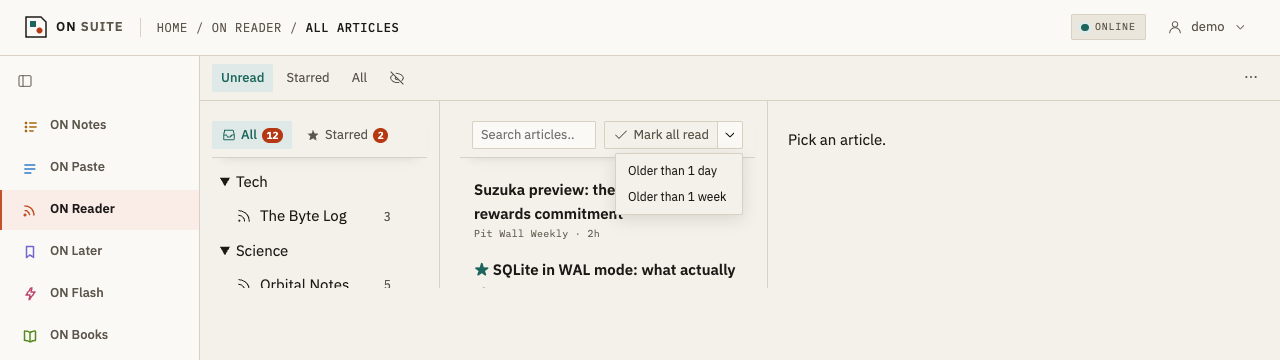 ON SUITE
HOME / ON READER / ALL ARTICLES
ONLINE
demo
ON Notes
ON Paste
ON Reader
ON Later
ON Flash
ON Books
Unread
Starred
All
...
All 12
Starred 2
Tech
The Byte Log 3
Science
Orbital Notes 5
Search articles..
Mark all read
Older than 1 day
Older than 1 week
Suzuka preview: the
rewards commitment
Pit Wall Weekly · 2h
SQLite in WAL mode: what actually
Pick an article.